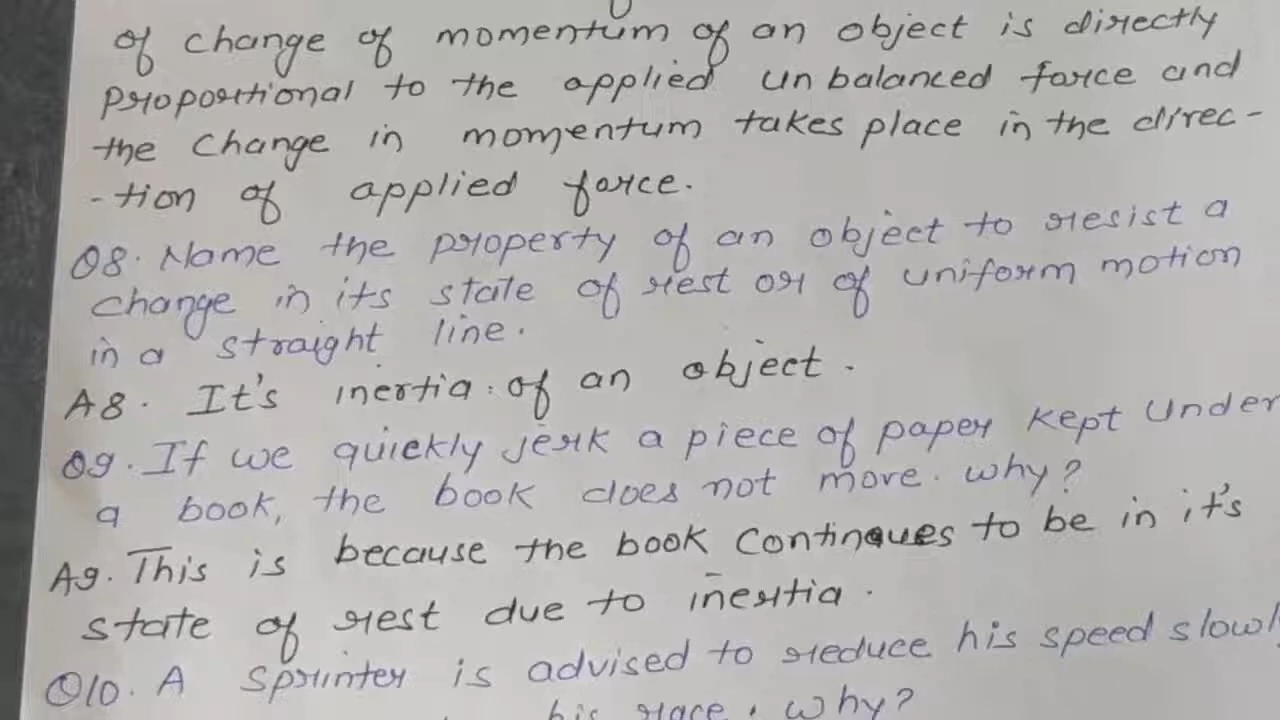 of change of momentum of an object is directly
proportional to the applied unbalanced force and
the change in momentum takes place in the direc-
-tion of applied force.
Q8. Name the property of an object to resist a
change in its state of rest or of uniform motion
in a straight line.
A8. It's inertia of an object.
Q9. If we quickly jerk a piece of paper kept under
a book, the book does not move. why?
A9. This is because the book continues to be in it's
state of rest due to inertia.
Q10. A sprinter is advised to reduce his speed slowl
his race. why?